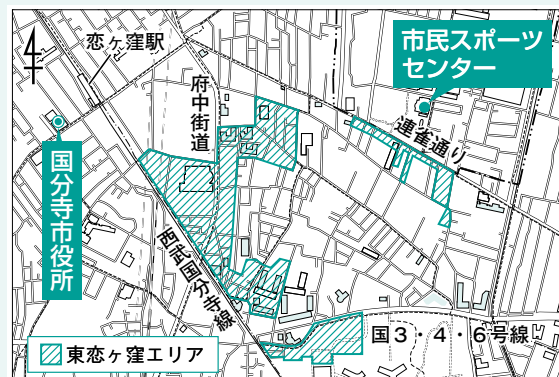 恋ヶ窪駅
市民スポーツ
センター
府中街道
連雀通り
国分寺市役所
西武国分寺線
国3・4・6号線
東恋ヶ窪エリア